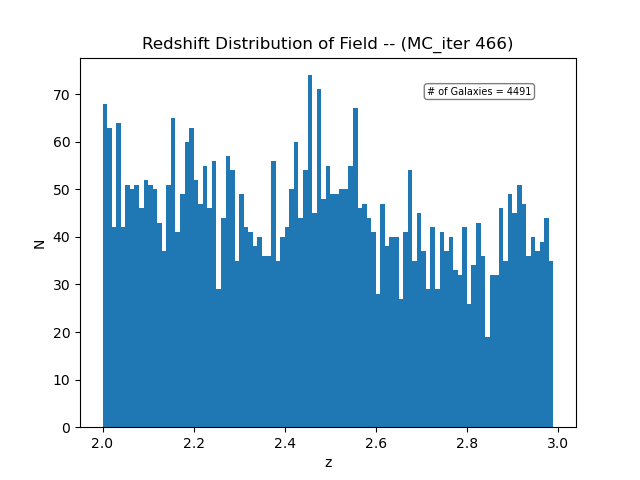 Redshift Distribution of Field -- (MC_iter 466)
# of Galaxies = 4491
70
60
50
40
30
20
10
0
N
2.0 2.2 2.4 2.6 2.8 3.0
z